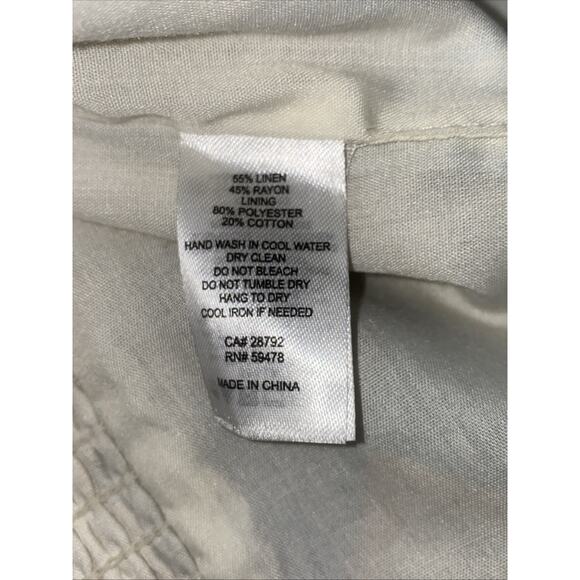 55% LINEN
45% RAYON
LINING
80% POLYESTER
20% COTTON
HAND WASH IN COOL WATER
DRY CLEAN
DO NOT BLEACH
DO NOT TUMBLE DRY
HANG TO DRY
COOL IRON IF NEEDED
CA# 28792
RN# 59478
MADE IN CHINA